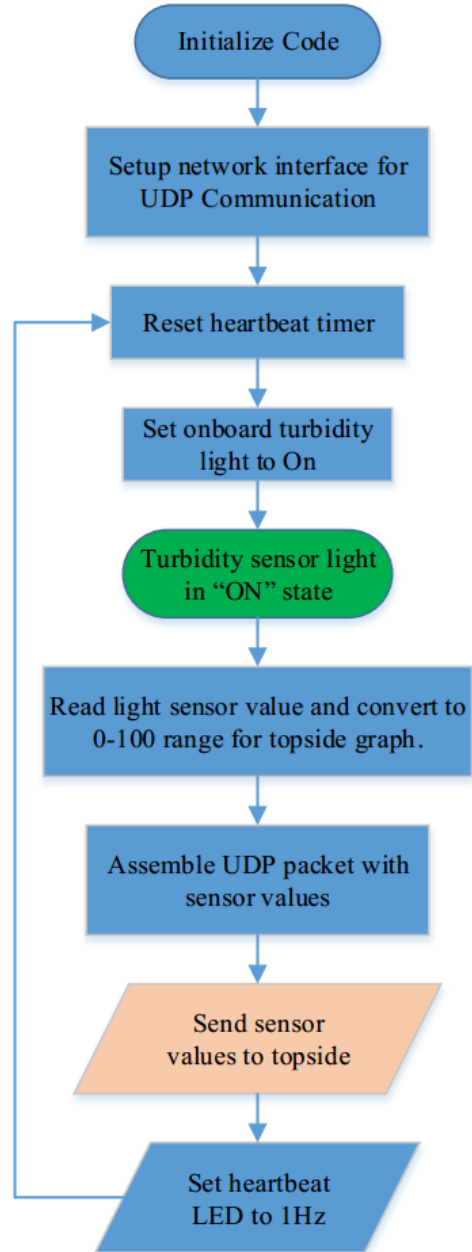 Initialize Code
Setup network interface for
UDP Communication
Reset heartbeat timer
Set onboard turbidity
light to On
Turbidity sensor light
in “ON” state
Read light sensor value and convert to
0-100 range for topside graph.
Assemble UDP packet with
sensor values
Send sensor
values to topside
Set heartbeat
LED to 1Hz